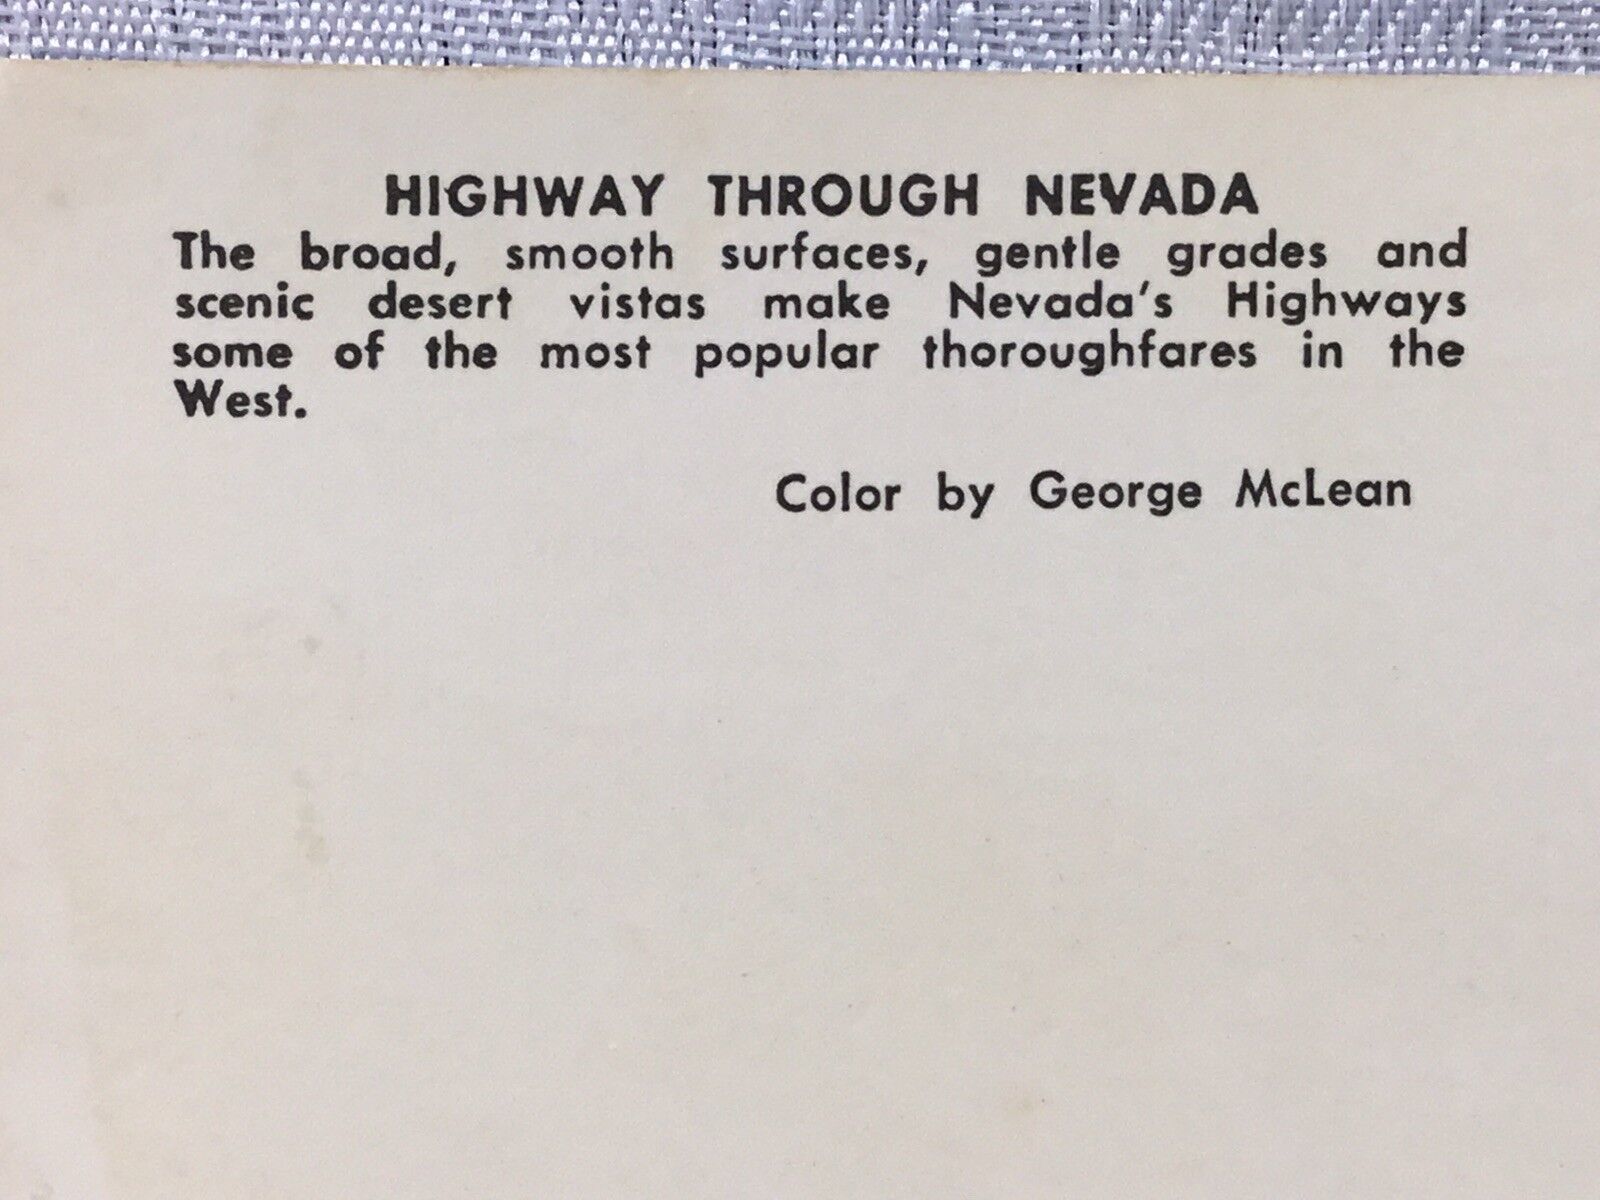 HIGHWAY THROUGH NEVADA
The broad, smooth surfaces, gentle grades and
scenic desert vistas make Nevada's Highways
some of the most popular thoroughfares in the
West.
Color by George McLean